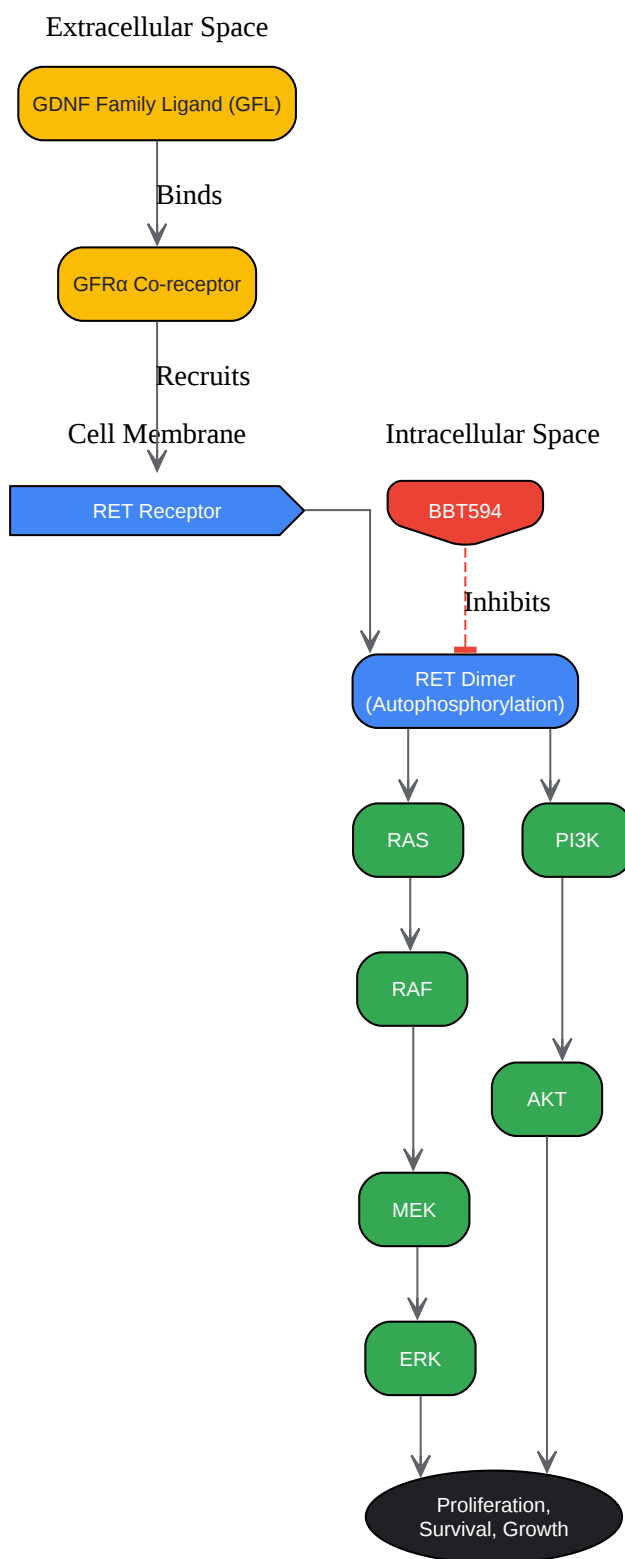 Extracellular Space
GDNF Family Ligand (GFL)
Binds
GFRα Co-receptor
Recruits
Cell Membrane
Intracellular Space
RET Receptor
BBT594
Inhibits
RET Dimer
(Autophosphorylation)
RAS
PI3K
RAF
AKT
MEK
ERK
Proliferation,
Survival, Growth